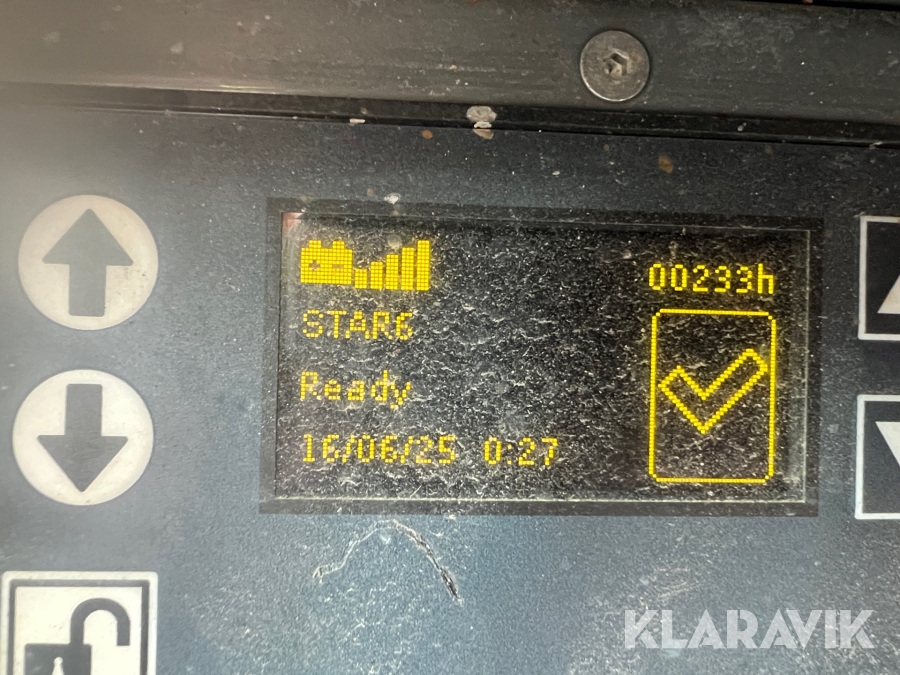 00233h
STAR6
Ready
16/06/25 0:27
KLARAVIK